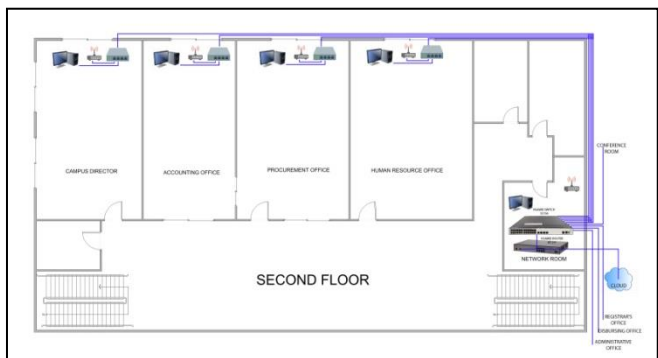 CAMPUS DIRECTOR
ACCOUNTING OFFICE
PROCUREMENT OFFICE
HUMAN RESOURCE OFFICE
CONFERENCE
ROOM
NETWORK ROOM
SECOND FLOOR
CLOUD
REGISTRAR'S
OFFICE
DISBURSING OFFICE
ADMINISTRATIVE
OFFICE